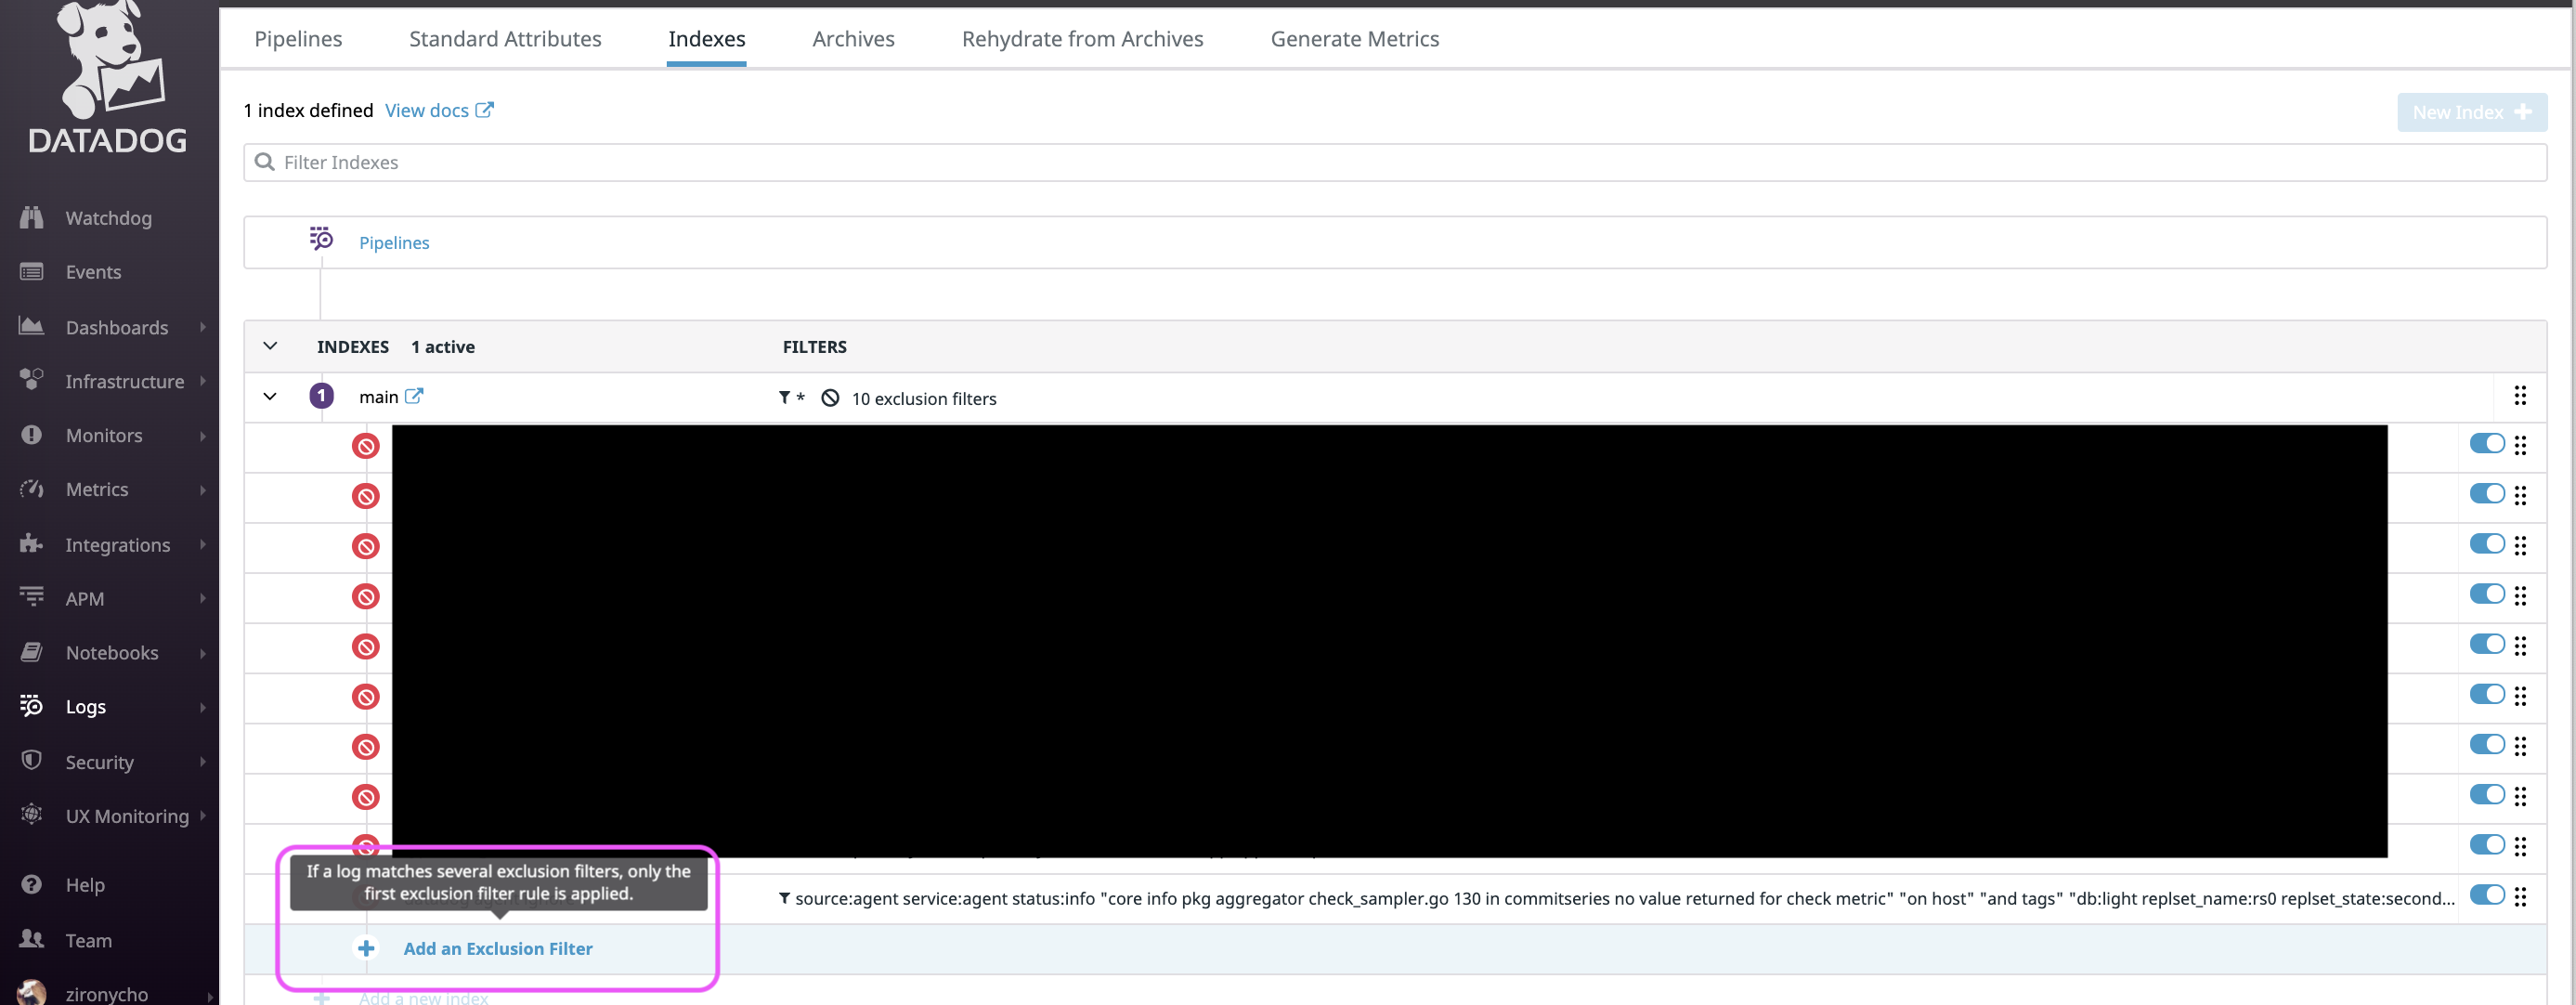 DATADOG
Watchdog
Events
Dashboards
Infrastructure
Monitors
Metrics
Integrations
APM
Notebooks
Logs
Security
UX Monitoring
Help
Team
zironycho
Pipelines Standard Attributes Indexes Archives Rehydrate from Archives Generate Metrics
1 index defined View docs
New Index +
Filter Indexes
Pipelines
INDEXES 1 active FILTERS
1 main * 10 exclusion filters
If a log matches several exclusion filters, only the
first exclusion filter rule is applied.
source:agent service:agent status:info "core info pkg aggregator check_sampler.go 130 in commitseries no value returned for check metric" "on host" "and tags" "db:light replset_name:rs0 replset_state:second...
+ Add an Exclusion Filter
+ Add a new index